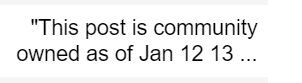 "This post is community
owned as of Jan 12 13 ...